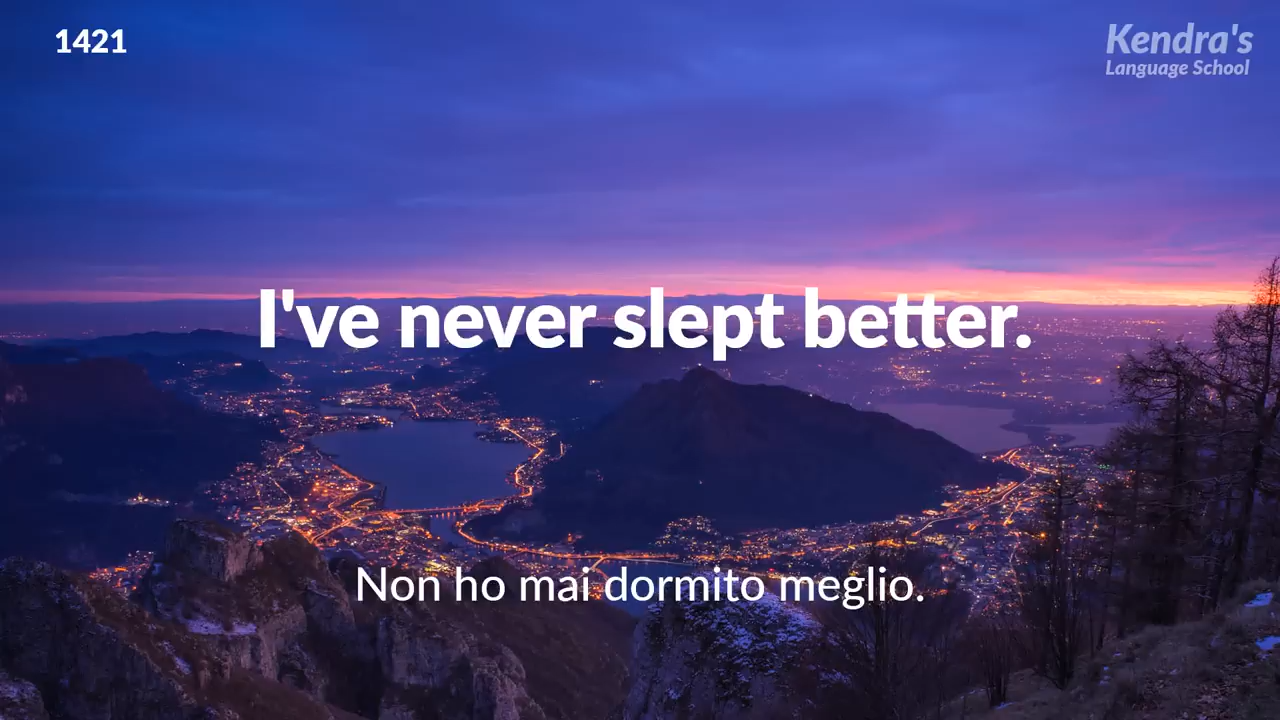 1421
Kendra's
Language School
I've never slept better.
Non ho mai dormito meglio.